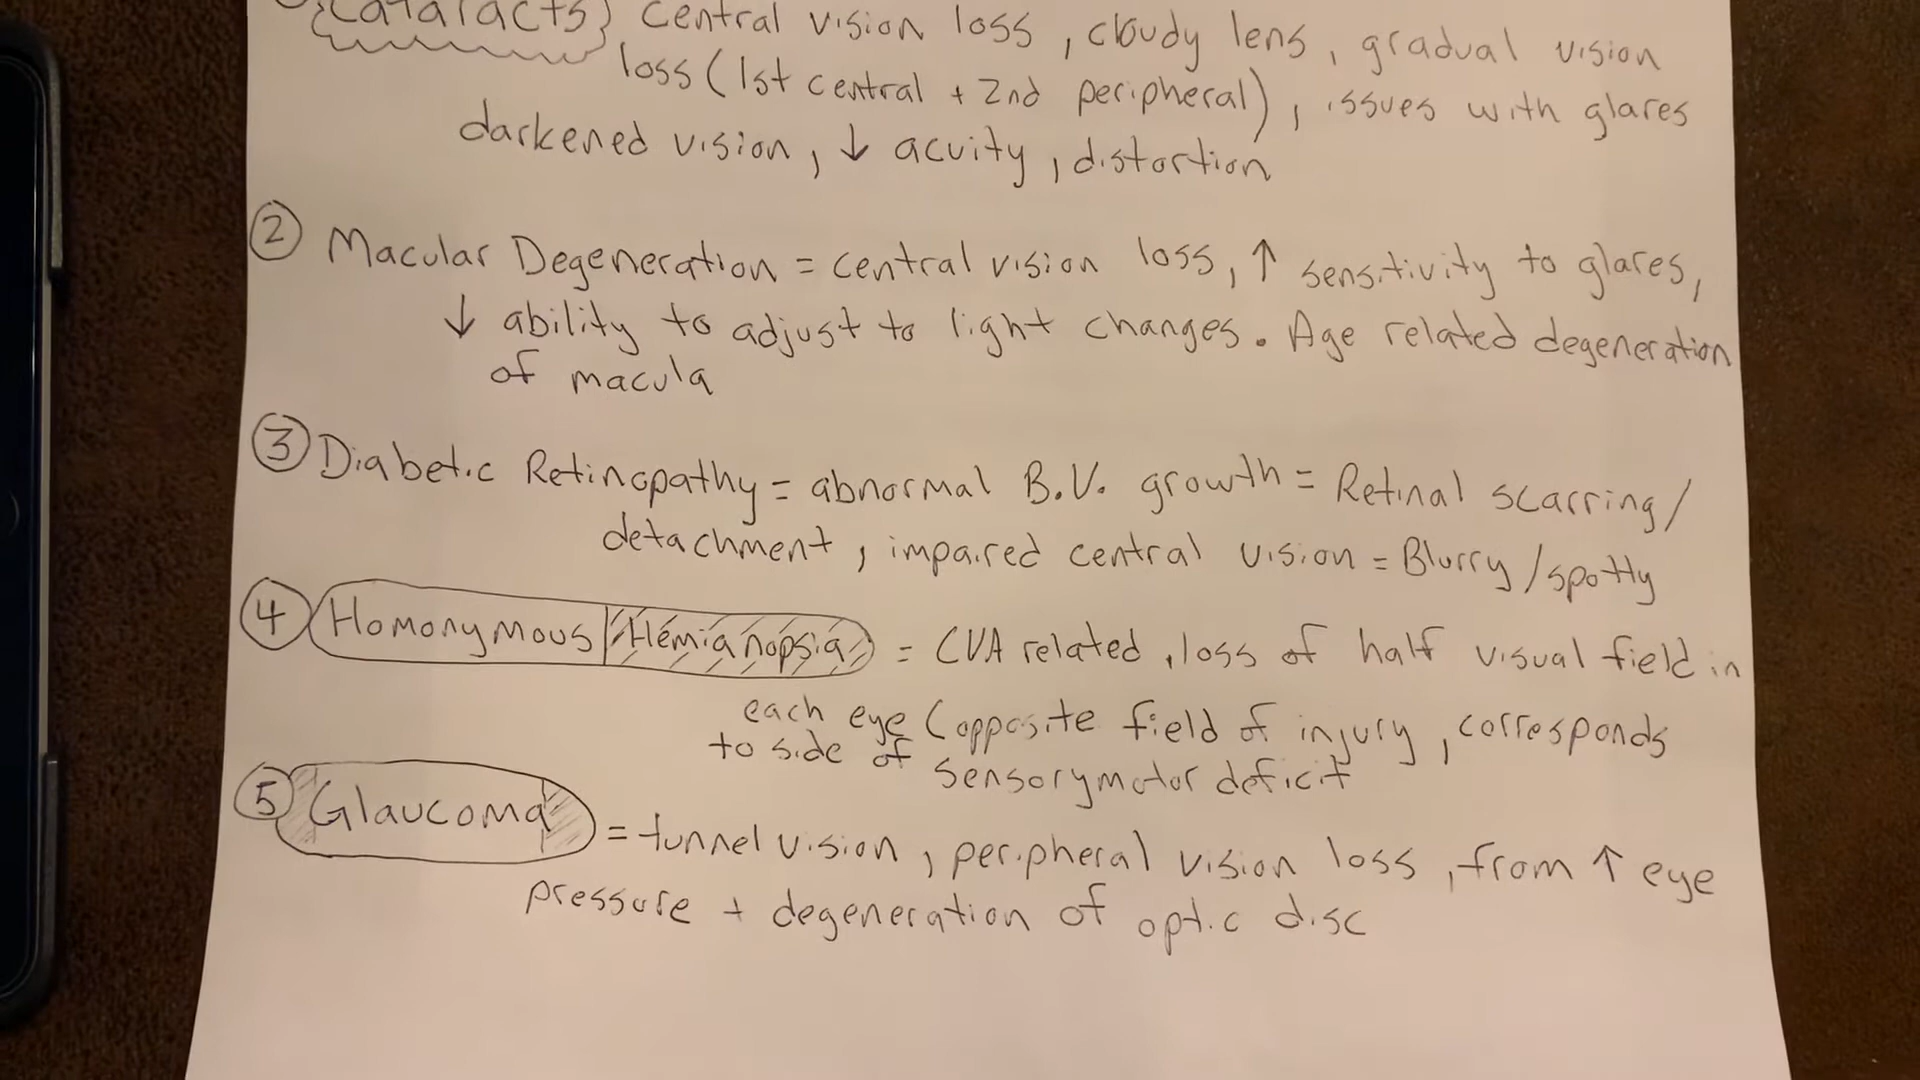 Cataracts} central vision loss, cloudy lens, gradual vision
loss (1st central + 2nd peripheral), issues with glares
darkened vision, ↓ acuity, distortion
② Macular Degeneration = central vision loss, ↑ sensitivity to glares,
↓ ability to adjust to light changes. Age related degeneration
of macula
③ Diabetic Retinopathy = abnormal B.V. growth = Retinal scarring/
detachment, impaired central vision = Blurry/spotty
④ Homonymous Hemianopsia = CVA related, loss of half visual field in
each eye (opposite field of injury, corresponds
to side of sensorymotor deficit
⑤ Glaucoma = tunnel vision, peripheral vision loss, from ↑ eye
pressure + degeneration of optic disc